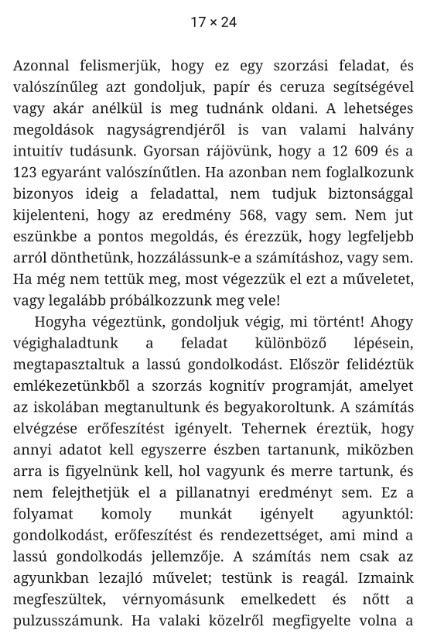 17 × 24
Azonnal felismerjük, hogy ez egy szorzási feladat, és
valószínűleg azt gondoljuk, papír és ceruza segítségével
vagy akár anélkül is meg tudnánk oldani. A lehetséges
megoldások nagyságrendjéről is van valami halvány
intuitív tudásunk. Gyorsan rájövünk, hogy a 12 609 és a
123 egyaránt valószínűtlen. Ha azonban nem foglalkozunk
bizonyos ideig a feladattal, nem tudjuk biztonsággal
kijelenteni, hogy az eredmény 568, vagy sem. Nem jut
eszünkbe a pontos megoldás, és érezzük, hogy legfeljebb
arról dönthetünk, hozzálássunk-e a számításhoz, vagy sem.
Ha még nem tettük meg, most végezzük el ezt a műveletet,
vagy legalább próbálkozzunk meg vele!
Hogyha végeztünk, gondoljuk végig, mi történt! Ahogy
végighaladtunk a feladat különböző lépésein,
megtapasztaltuk a lassú gondolkodást. Először felidéztük
emlékezetünkből a szorzás kognitív programját, amelyet
az iskolában megtanultunk és begyakoroltunk. A számítás
elvégzése erőfeszítést igényelt. Tehernek éreztük, hogy
annyi adatot kell egyszerre észben tartanunk, miközben
arra is figyelnünk kell, hol vagyunk és merre tartunk, és
nem felejthetjük el a pillanatnyi eredményt sem. Ez a
folyamat komoly munkát igényelt agyunktól:
gondolkodást, erőfeszítést és rendezettséget, ami mind a
lassú gondolkodás jellemzője. A számítás nem csak az
agyunkban lezajló művelet; testünk is reagál. Izmaink
megfeszültek, vérnyomásunk emelkedett és nőtt a
pulzusszámunk. Ha valaki közelről megfigyelte volna a